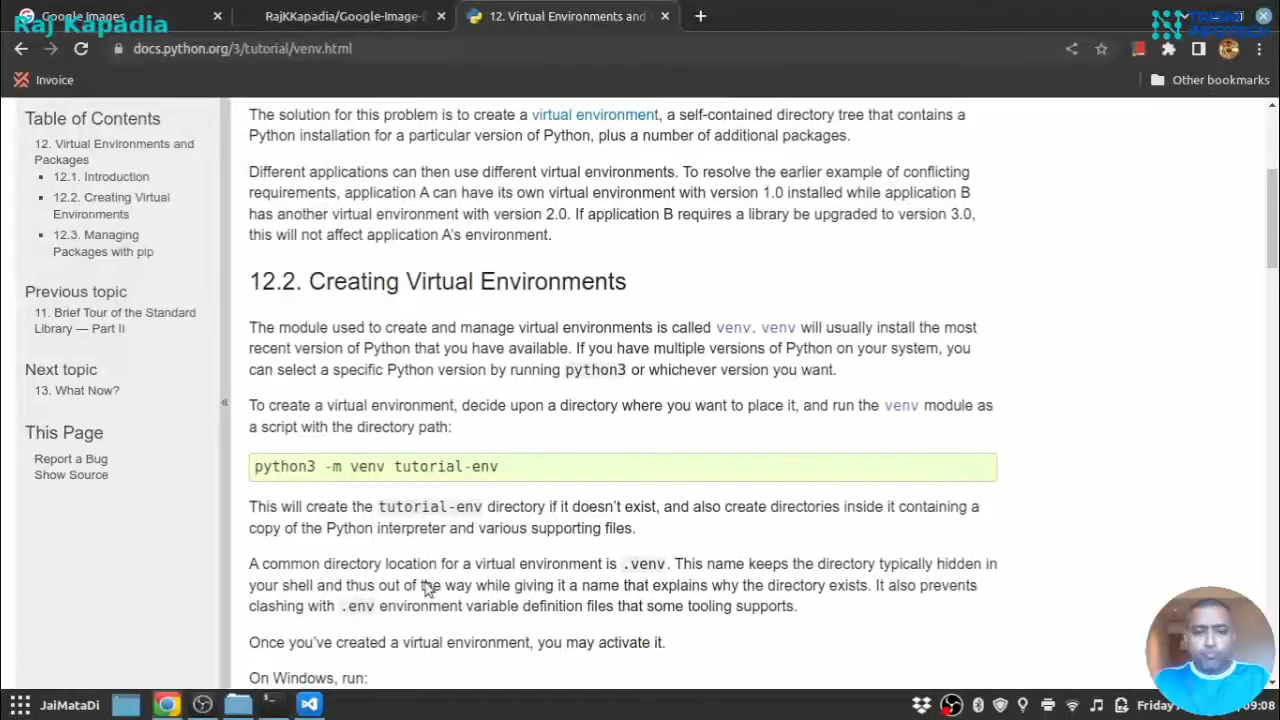 Google Images
RajKKapadia/Google-Image-
12. Virtual Environments and
Raj Kapadia
docs.python.org/3/tutorial/venv.html
Invoice
Other bookmarks
Table of Contents
12. Virtual Environments and
Packages
12.1. Introduction
12.2. Creating Virtual
Environments
12.3. Managing
Packages with pip
Previous topic
11. Brief Tour of the Standard
Library — Part II
Next topic
13. What Now?
This Page
Report a Bug
Show Source
«
The solution for this problem is to create a virtual environment, a self-contained directory tree that contains a
Python installation for a particular version of Python, plus a number of additional packages.
Different applications can then use different virtual environments. To resolve the earlier example of conflicting
requirements, application A can have its own virtual environment with version 1.0 installed while application B
has another virtual environment with version 2.0. If application B requires a library be upgraded to version 3.0,
this will not affect application A's environment.
12.2. Creating Virtual Environments
The module used to create and manage virtual environments is called venv. venv will usually install the most
recent version of Python that you have available. If you have multiple versions of Python on your system, you
can select a specific Python version by running python3 or whichever version you want.
To create a virtual environment, decide upon a directory where you want to place it, and run the venv module as
a script with the directory path:
python3 -m venv tutorial-env
This will create the tutorial-env directory if it doesn't exist, and also create directories inside it containing a
copy of the Python interpreter and various supporting files.
A common directory location for a virtual environment is .venv. This name keeps the directory typically hidden in
your shell and thus out of the way while giving it a name that explains why the directory exists. It also prevents
clashing with .env environment variable definition files that some tooling supports.
Once you've created a virtual environment, you may activate it.
On Windows, run:
JaiMataDi
Friday
09:08